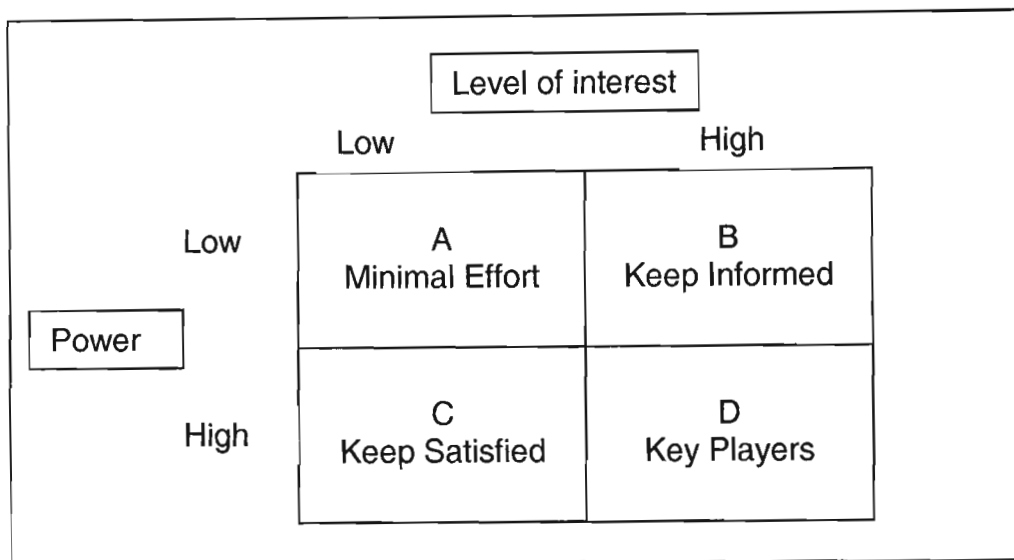 Level of interest
Low High
Low
A
Minimal Effort
B
Keep Informed
Power
High
C
Keep Satisfied
D
Key Players